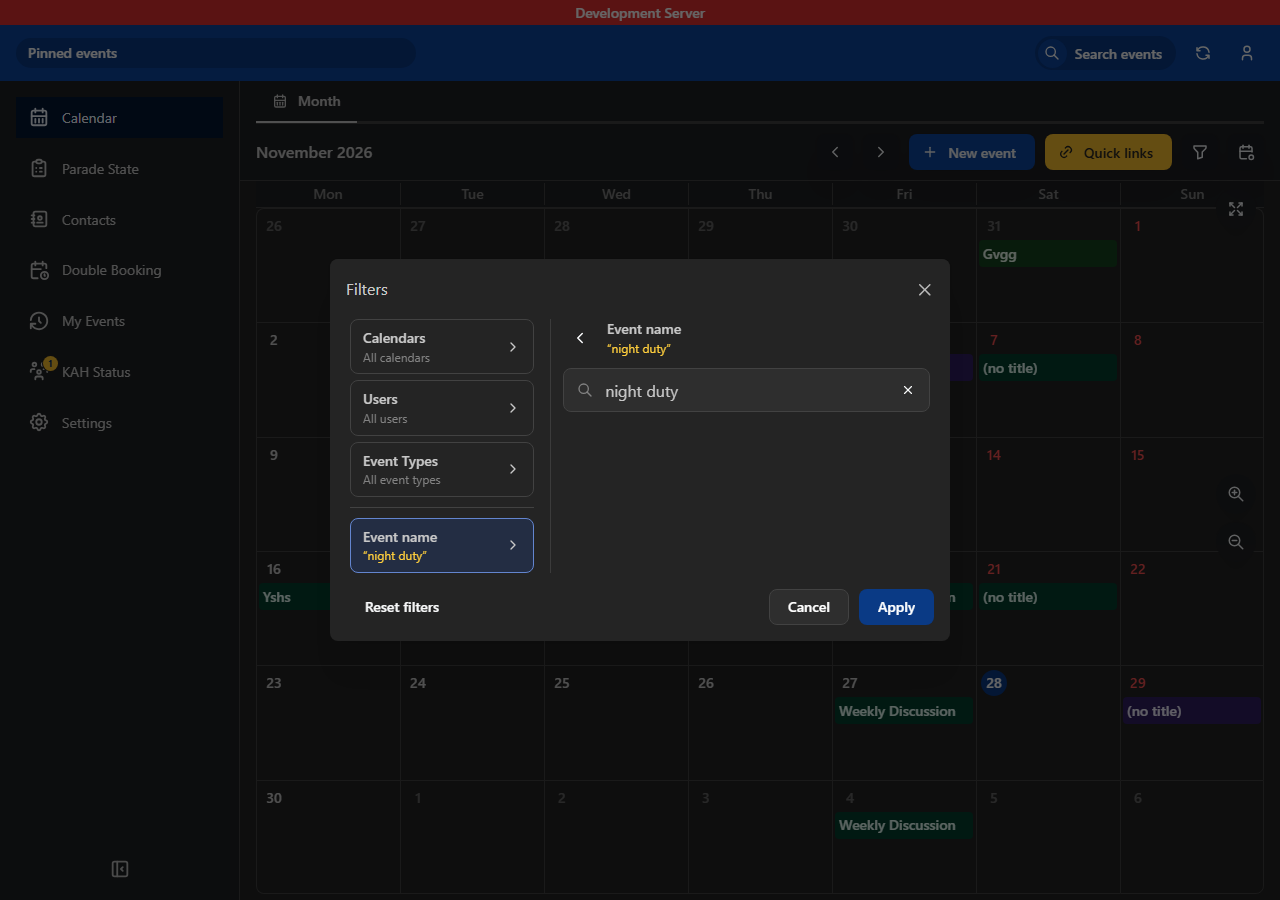 Development Server
Pinned events
Search events
Calendar
Parade State
Contacts
Double Booking
My Events
1
KAH Status
Settings
Month
November 2026
New event
Quick links
Mon Tue Wed Thu Fri Sat Sun
26 27 28 29 30 31 1
Gvgg
2 7 8
(no title)
9 14 15
16 21 22
Yshs n (no title)
23 24 25 26 27 28 29
Weekly Discussion (no title)
30 1 2 3 4 5 6
Weekly Discussion
Filters
Calendars
All calendars
Users
All users
Event Types
All event types
Event name
“night duty”
Event name
“night duty”
night duty
Reset filters
Cancel
Apply